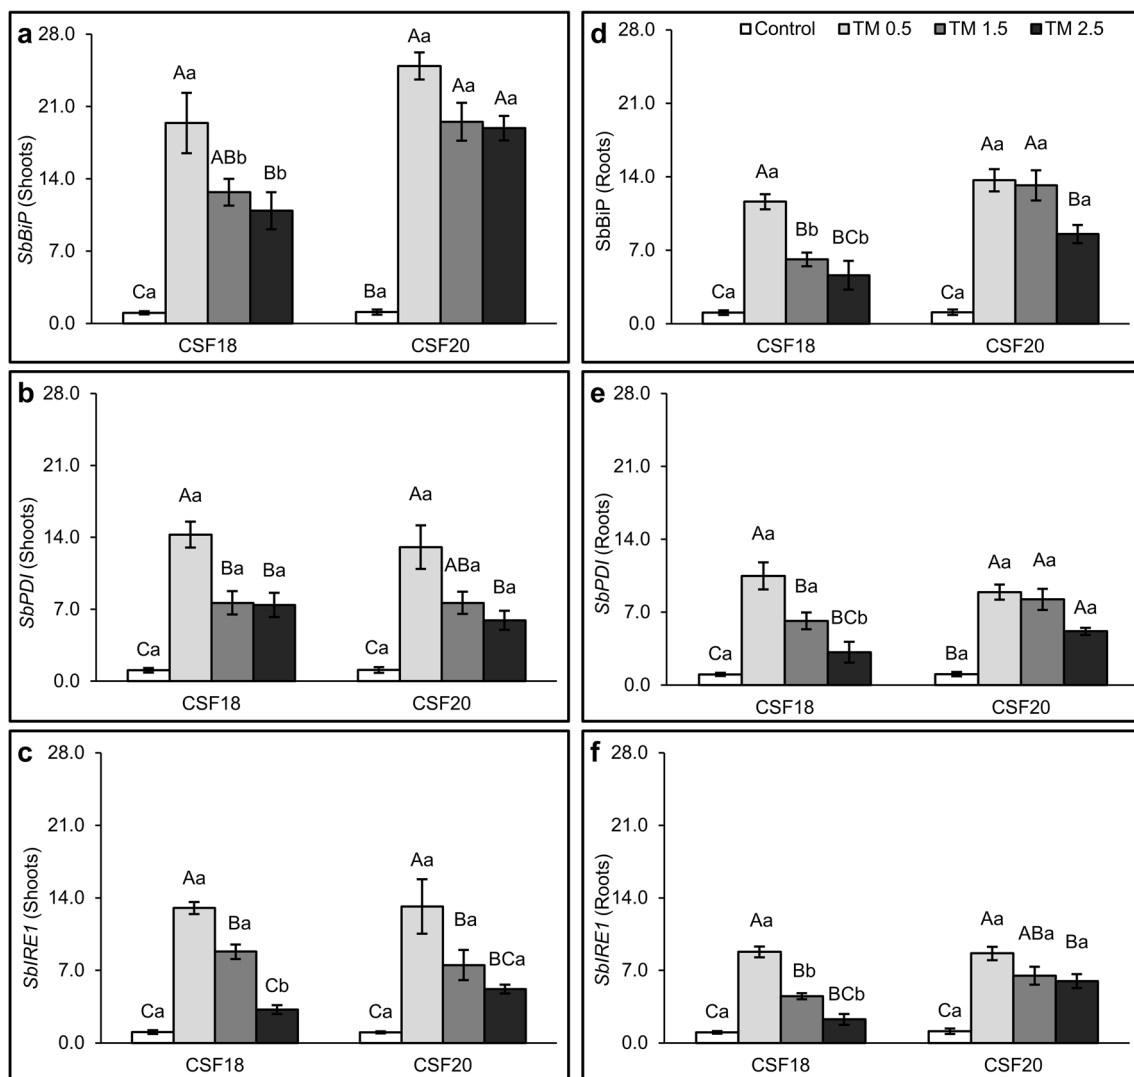 a
28.0
21.0
14.0
7.0
0.0
SbBiP (Shoots)
Ca Aa ABb Bb
Ba Aa Aa Aa
CSF18 CSF20
d
Control TM 0.5 TM 1.5 TM 2.5
28.0
21.0
14.0
7.0
0.0
SbBiP (Roots)
Ca Aa Bb BCb
Ca Aa Aa Ba
CSF18 CSF20
b
28.0
21.0
14.0
7.0
0.0
SbPDI (Shoots)
Ca Aa Ba Ba
Ca Aa ABa Ba
CSF18 CSF20
e
28.0
21.0
14.0
7.0
0.0
SbPDI (Roots)
Ca Aa Ba BCb
Ba Aa Aa Aa
CSF18 CSF20
c
28.0
21.0
14.0
7.0
0.0
SbIRE1 (Shoots)
Ca Aa Ba Cb
Ca Aa Ba BCa
CSF18 CSF20
f
28.0
21.0
14.0
7.0
0.0
SbIRE1 (Roots)
Ca Aa Bb BCb
Ca Aa ABa Ba
CSF18 CSF20